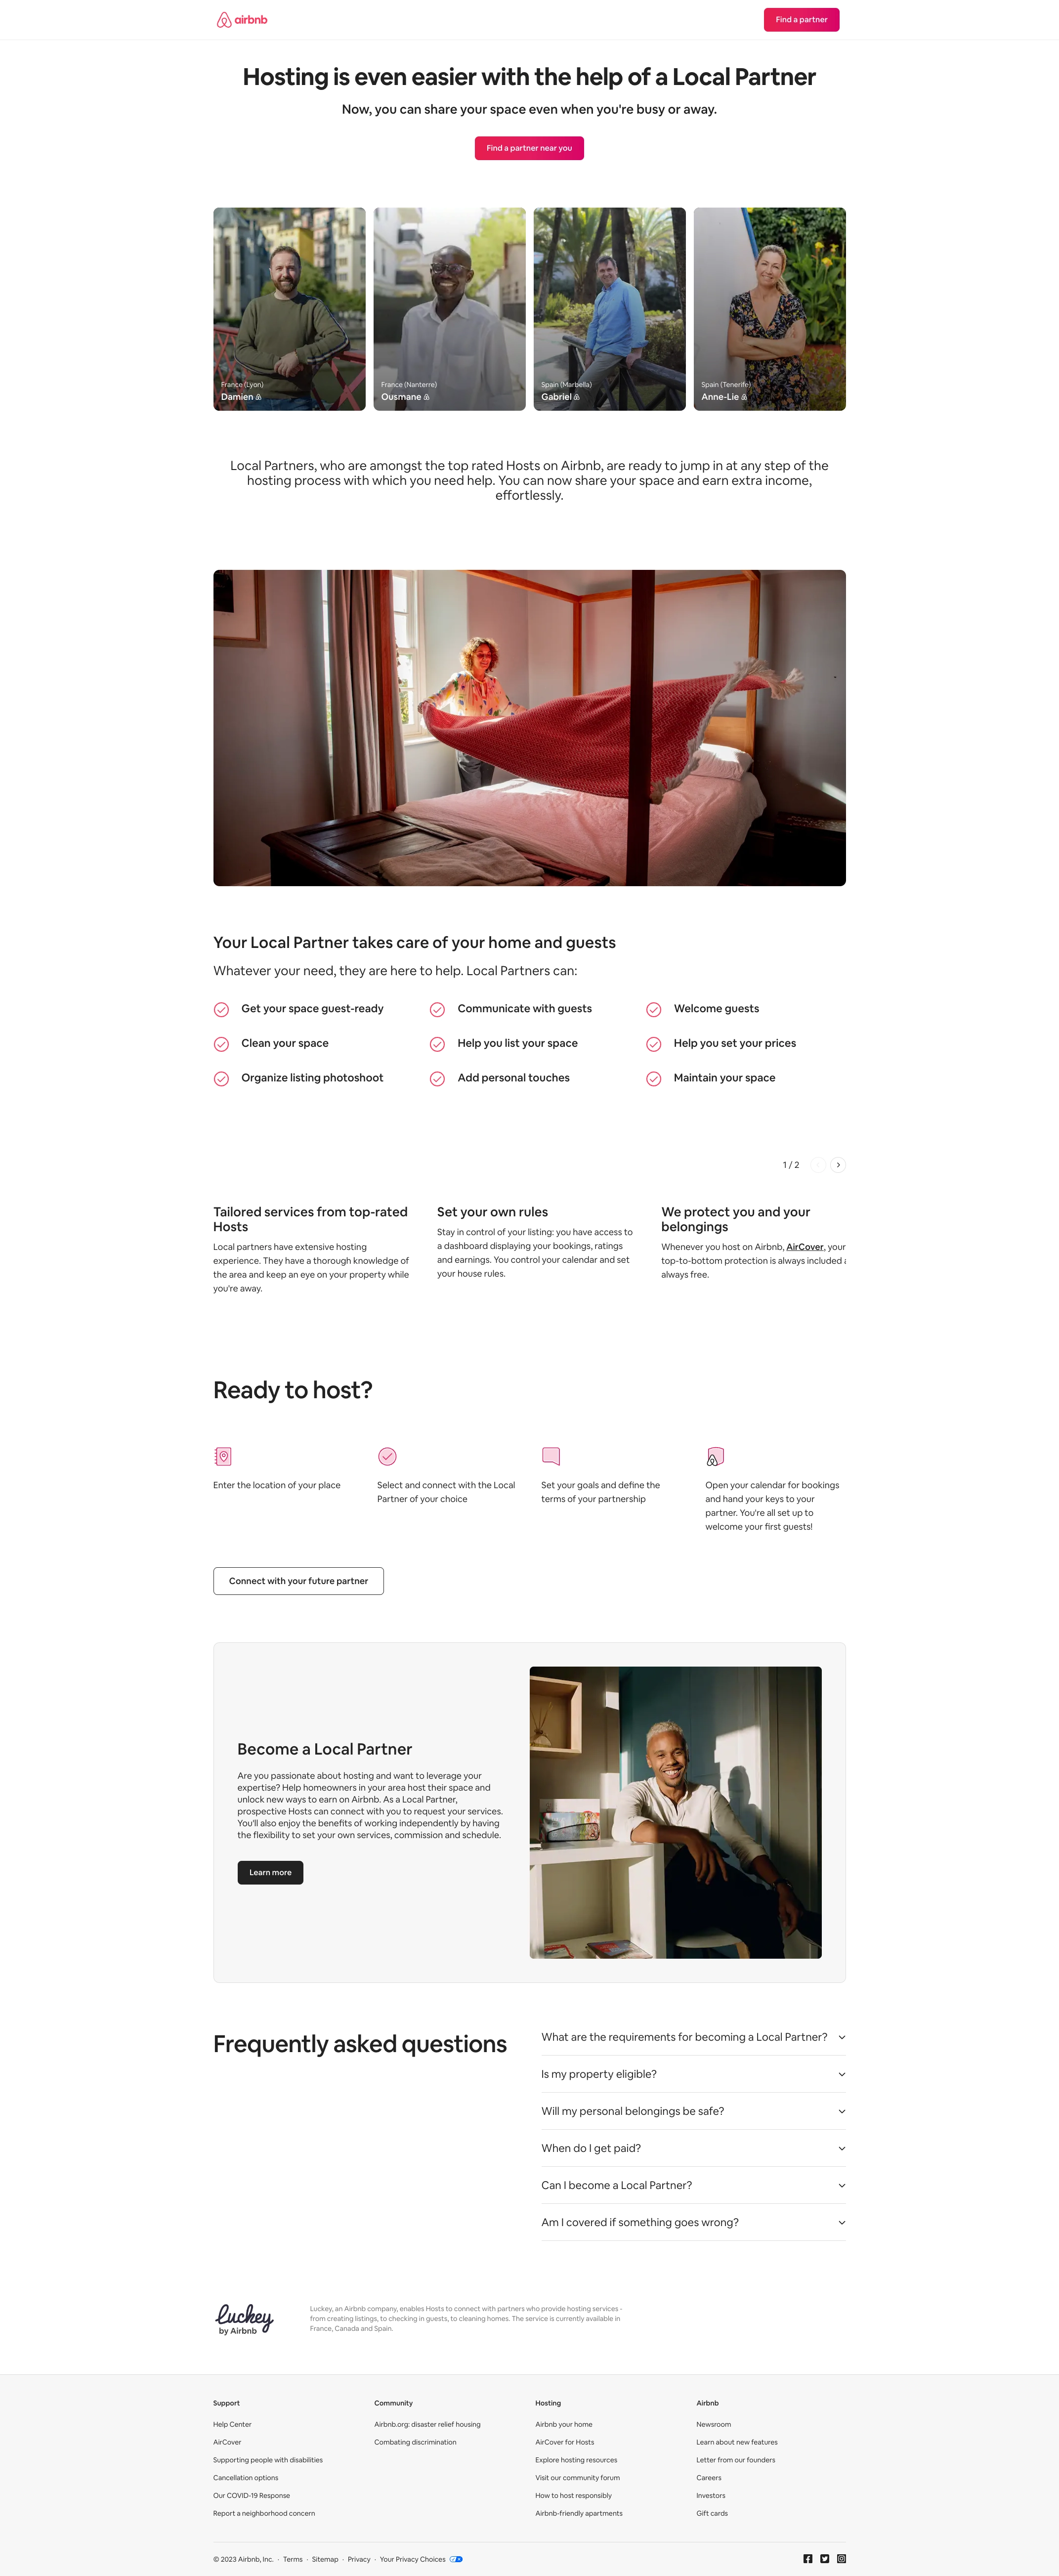 airbnb
Find a partner
Hosting is even easier with the help of a Local Partner
Now, you can share your space even when you're busy or away.
Find a partner near you
France (Lyon)
Damien
France (Nanterre)
Ousmane
Spain (Marbella)
Gabriel
Spain (Tenerife)
Anne-Lie
Local Partners, who are amongst the top rated Hosts on Airbnb, are ready to jump in at any step of the
hosting process with which you need help. You can now share your space and earn extra income,
effortlessly.
Your Local Partner takes care of your home and guests
Whatever your need, they are here to help. Local Partners can:
Get your space guest-ready
Communicate with guests
Welcome guests
Clean your space
Help you list your space
Help you set your prices
Organize listing photoshoot
Add personal touches
Maintain your space
1 / 2
Tailored services from top-rated
Hosts
Local partners have extensive hosting
experience. They have a thorough knowledge of
the area and keep an eye on your property while
you're away.
Set your own rules
Stay in control of your listing: you have access to
a dashboard displaying your bookings, ratings
and earnings. You control your calendar and set
your house rules.
We protect you and your
belongings
Whenever you host on Airbnb, AirCover, your
top-to-bottom protection is always included
always free.
Ready to host?
Enter the location of your place
Select and connect with the Local
Partner of your choice
Set your goals and define the
terms of your partnership
Open your calendar for bookings
and hand your keys to your
partner. You're all set up to
welcome your first guests!
Connect with your future partner
Become a Local Partner
Are you passionate about hosting and want to leverage your
expertise? Help homeowners in your area host their space and
unlock new ways to earn on Airbnb. As a Local Partner,
prospective Hosts can connect with you to request your services.
You'll also enjoy the benefits of working independently by having
the flexibility to set your own services, commission and schedule.
Learn more
Frequently asked questions
What are the requirements for becoming a Local Partner?
Is my property eligible?
Will my personal belongings be safe?
When do I get paid?
Can I become a Local Partner?
Am I covered if something goes wrong?
Luckey
by Airbnb
Luckey, an Airbnb company, enables Hosts to connect with partners who provide hosting services -
from creating listings, to checking in guests, to cleaning homes. The service is currently available in
France, Canada and Spain.
Support
Help Center
AirCover
Supporting people with disabilities
Cancellation options
Our COVID-19 Response
Report a neighborhood concern
Community
Airbnb.org: disaster relief housing
Combating discrimination
Hosting
Airbnb your home
AirCover for Hosts
Explore hosting resources
Visit our community forum
How to host responsibly
Airbnb-friendly apartments
Airbnb
Newsroom
Learn about new features
Letter from our founders
Careers
Investors
Gift cards
© 2023 Airbnb, Inc. · Terms · Sitemap · Privacy · Your Privacy Choices